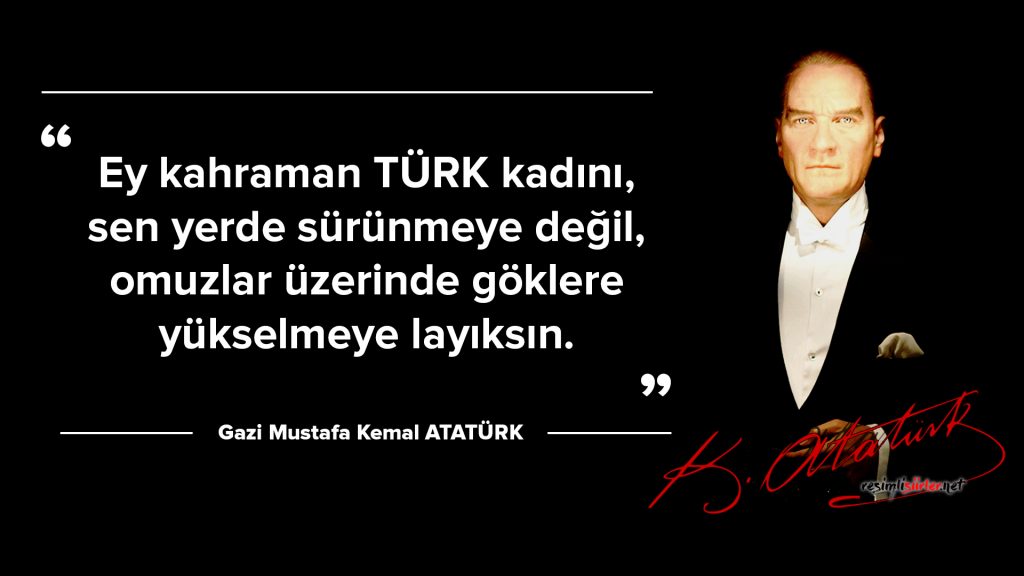 “
Ey kahraman TÜRK kadını,
sen yerde sürünmeye değil,
omuzlar üzerinde göklere
yükselmeye layıksın.
”
Gazi Mustafa Kemal ATATÜRK
K. Atatürk
resimlisiirler.net